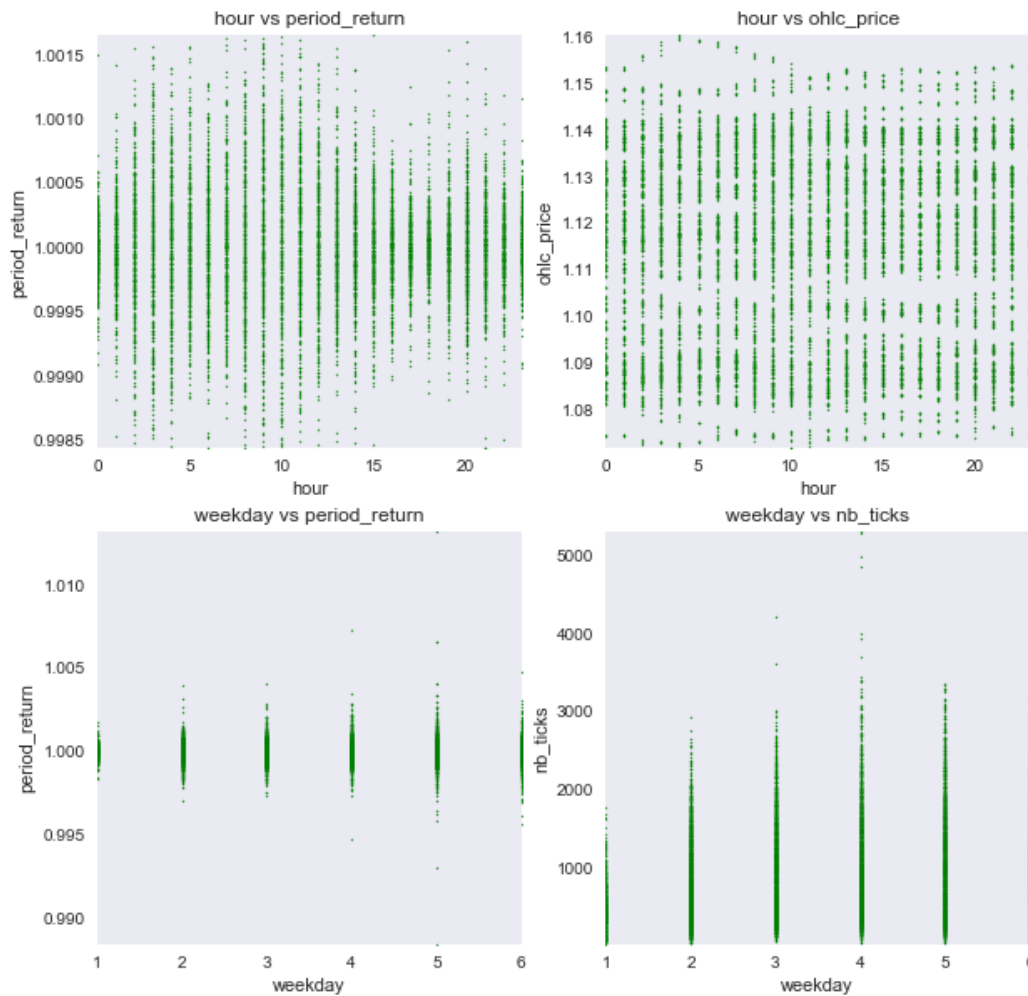 hour vs period_return
1.0015
1.0010
1.0005
1.0000
0.9995
0.9990
0.9985
period_return
0 5 10 15 20
hour
hour vs ohlc_price
1.16
1.15
1.14
1.13
1.12
1.11
1.10
1.09
1.08
ohlc_price
0 5 10 15 20
hour
weekday vs period_return
1.010
1.005
1.000
0.995
0.990
period_return
1 2 3 4 5 6
weekday
weekday vs nb_ticks
5000
4000
3000
2000
1000
nb_ticks
1 2 3 4 5
weekday